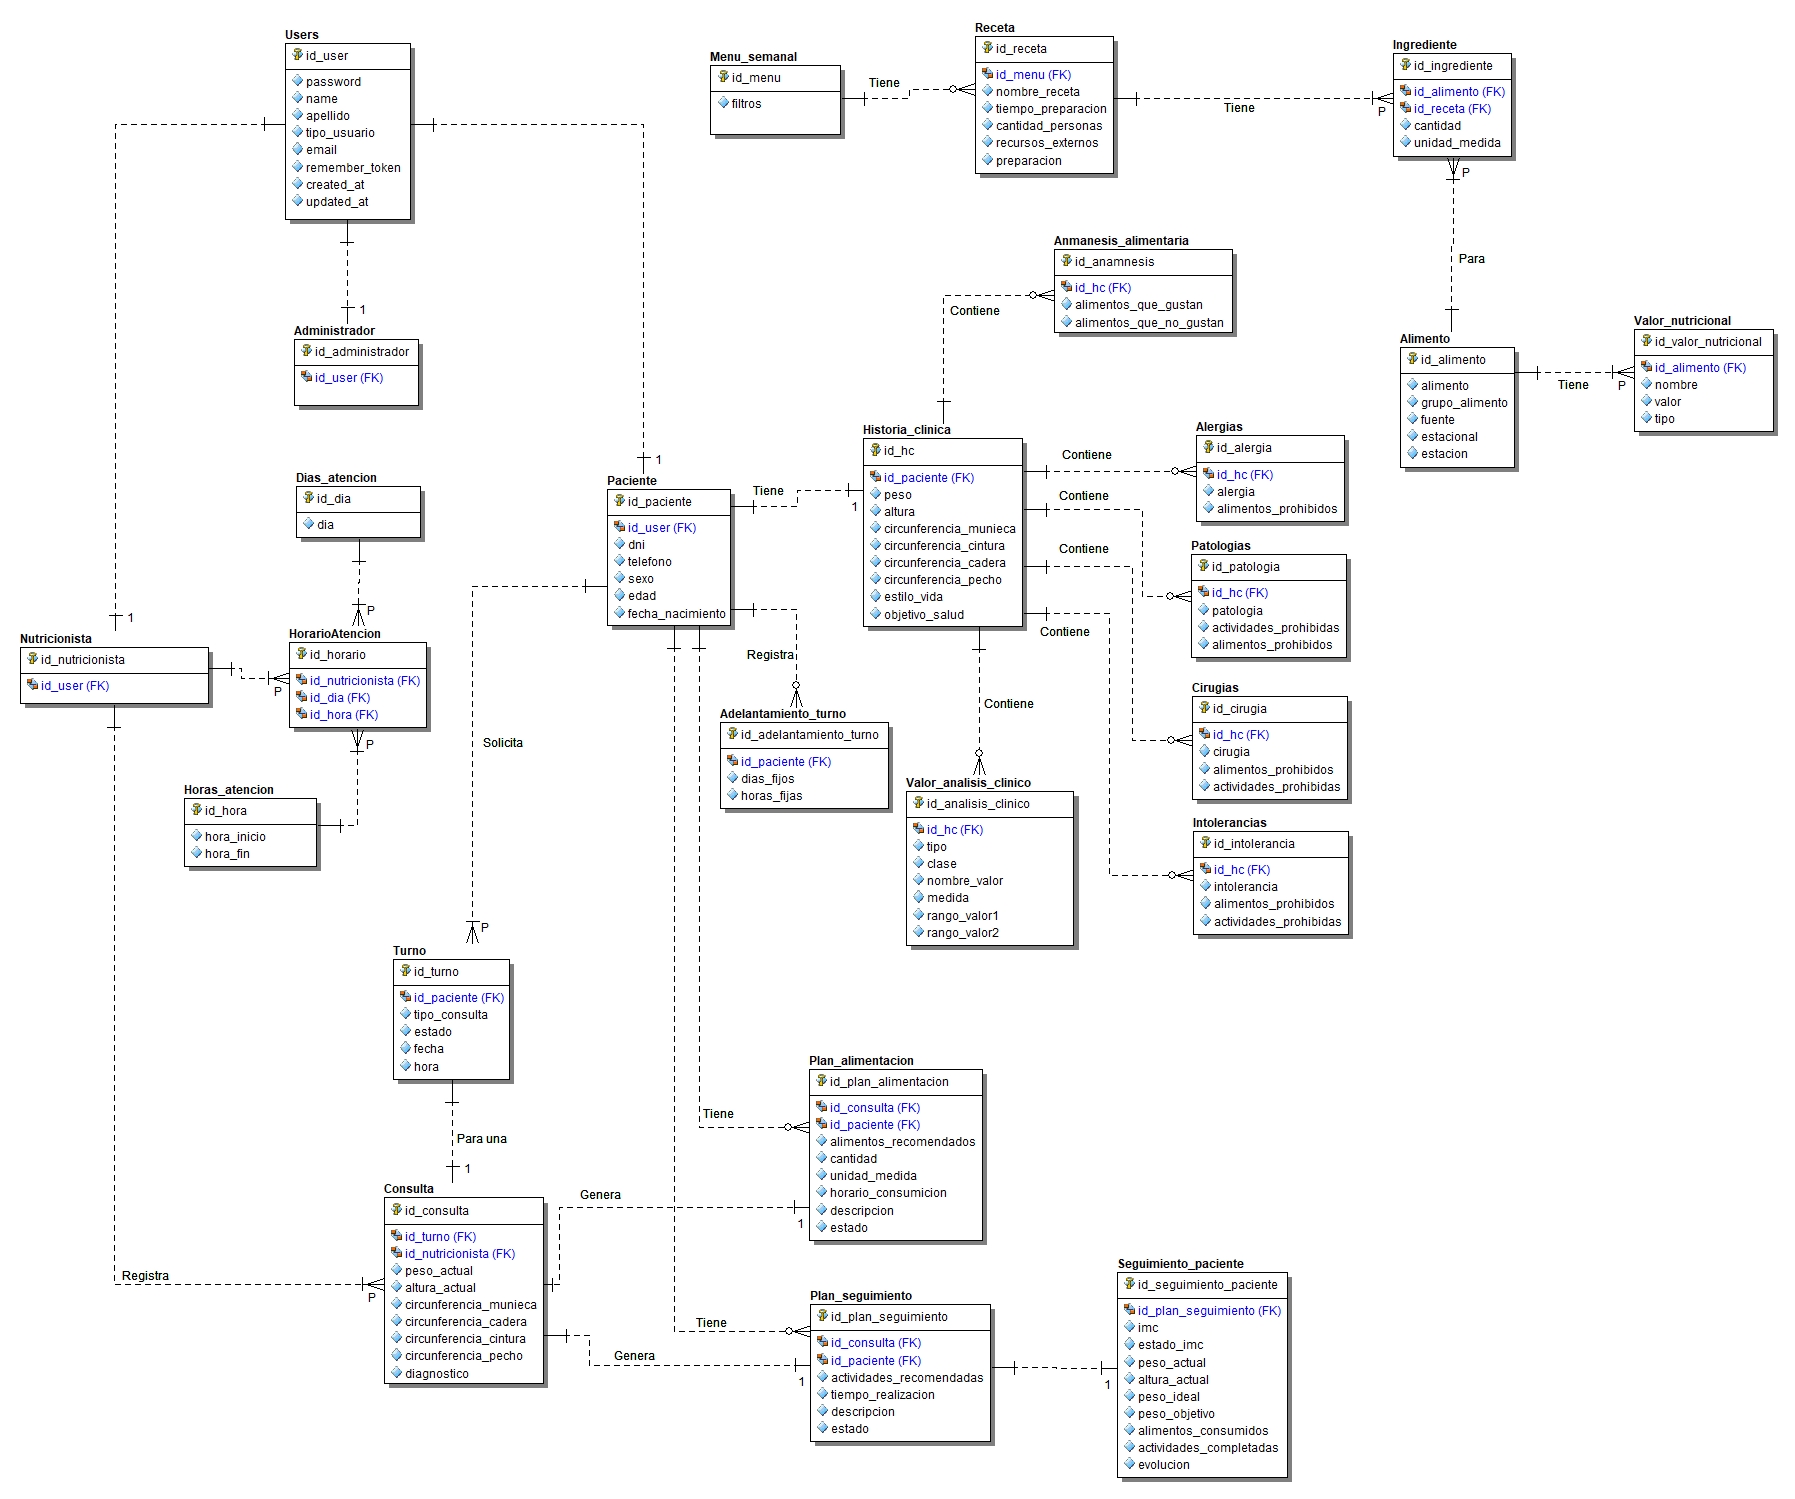 Users
id_user
password
name
apellido
tipo_usuario
email
remember_token
created_at
updated_at
1
Administrador
id_administrador
id_user (FK)
Menu_semanal
id_menu
filtros
Tiene
Receta
id_receta
id_menu (FK)
nombre_receta
tiempo_preparacion
cantidad_personas
recursos_externos
preparacion
Tiene
P
Ingrediente
id_ingrediente
id_alimento (FK)
id_receta (FK)
cantidad
unidad_medida
P
Para
Alimento
id_alimento
alimento
grupo_alimento
fuente
estacional
estacion
Tiene
P
Valor_nutricional
id_valor_nutricional
id_alimento (FK)
nombre
valor
tipo
Anmanesis_alimentaria
id_anamnesis
id_hc (FK)
alimentos_que_gustan
alimentos_que_no_gustan
Contiene
Historia_clinica
id_hc
id_paciente (FK)
peso
altura
circunferencia_munieca
circunferencia_cintura
circunferencia_cadera
circunferencia_pecho
estilo_vida
objetivo_salud
Contiene
Contiene
Contiene
Contiene
Contiene
Alergias
id_alergia
id_hc (FK)
alergia
alimentos_prohibidos
Patologias
id_patologia
id_hc (FK)
patologia
actividades_prohibidas
alimentos_prohibidos
Cirugias
id_cirugia
id_hc (FK)
cirugia
alimentos_prohibidos
actividades_prohibidas
Intolerancias
id_intolerancia
id_hc (FK)
intolerancia
alimentos_prohibidos
actividades_prohibidas
Valor_analisis_clinico
id_analisis_clinico
id_hc (FK)
tipo
clase
nombre_valor
medida
rango_valor1
rango_valor2
1
Paciente
id_paciente
id_user (FK)
dni
telefono
sexo
edad
fecha_nacimiento
Tiene
1
Registra
Adelantamiento_turno
id_adelantamiento_turno
id_paciente (FK)
dias_fijos
horas_fijas
Dias_atencion
id_dia
dia
P
HorarioAtencion
id_horario
id_nutricionista (FK)
id_dia (FK)
id_hora (FK)
P
P
1
Nutricionista
id_nutricionista
id_user (FK)
Horas_atencion
id_hora
hora_inicio
hora_fin
Solicita
P
Turno
id_turno
id_paciente (FK)
tipo_consulta
estado
fecha
hora
Para una
1
Consulta
id_consulta
id_turno (FK)
id_nutricionista (FK)
peso_actual
altura_actual
circunferencia_munieca
circunferencia_cadera
circunferencia_cintura
circunferencia_pecho
diagnostico
Registra
P
Genera
1
Genera
1
Tiene
Plan_alimentacion
id_plan_alimentacion
id_consulta (FK)
id_paciente (FK)
alimentos_recomendados
cantidad
unidad_medida
horario_consumicion
descripcion
estado
Tiene
Plan_seguimiento
id_plan_seguimiento
id_consulta (FK)
id_paciente (FK)
actividades_recomendadas
tiempo_realizacion
descripcion
estado
1
Seguimiento_paciente
id_seguimiento_paciente
id_plan_seguimiento (FK)
imc
estado_imc
peso_actual
altura_actual
peso_ideal
peso_objetivo
alimentos_consumidos
actividades_completadas
evolucion